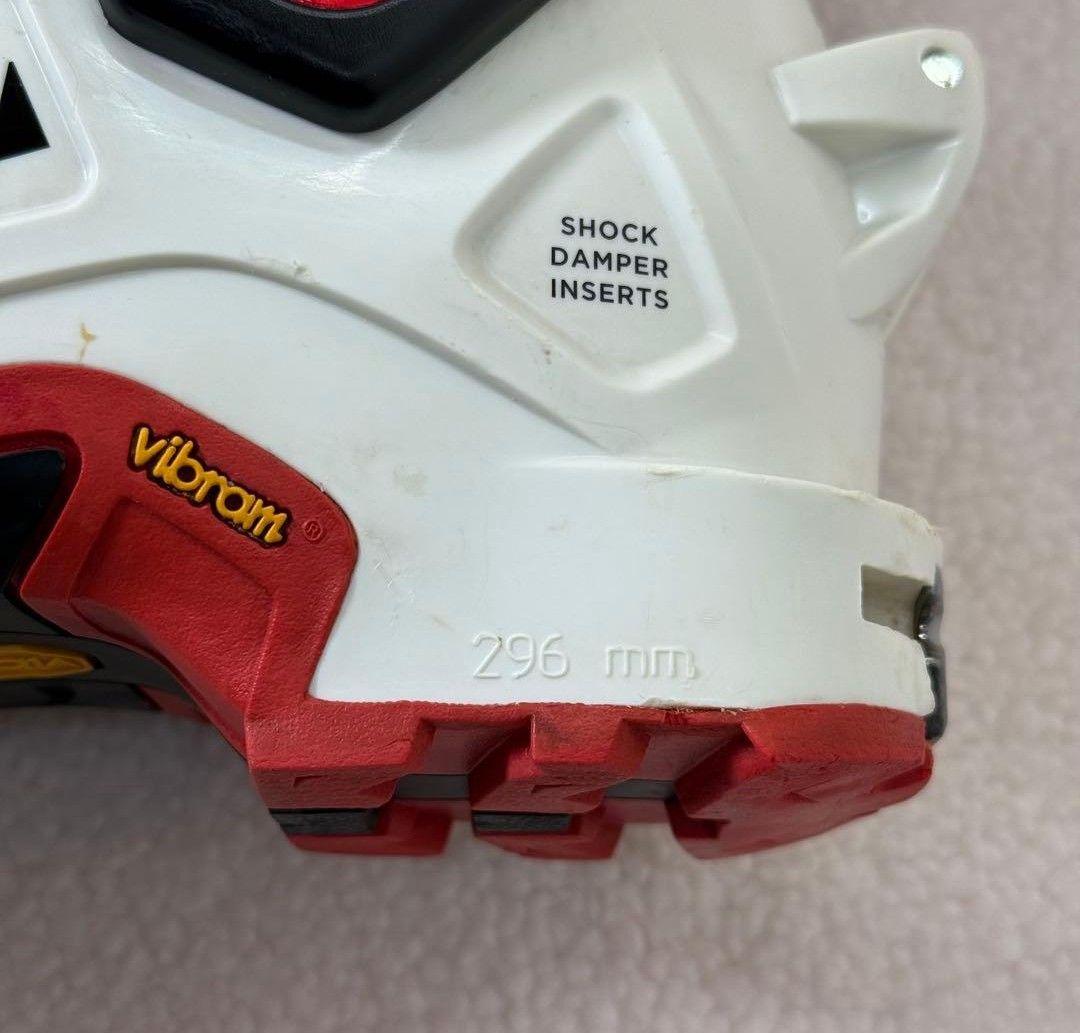 SHOCK
DAMPER
INSERTS
vibram®
296 mm